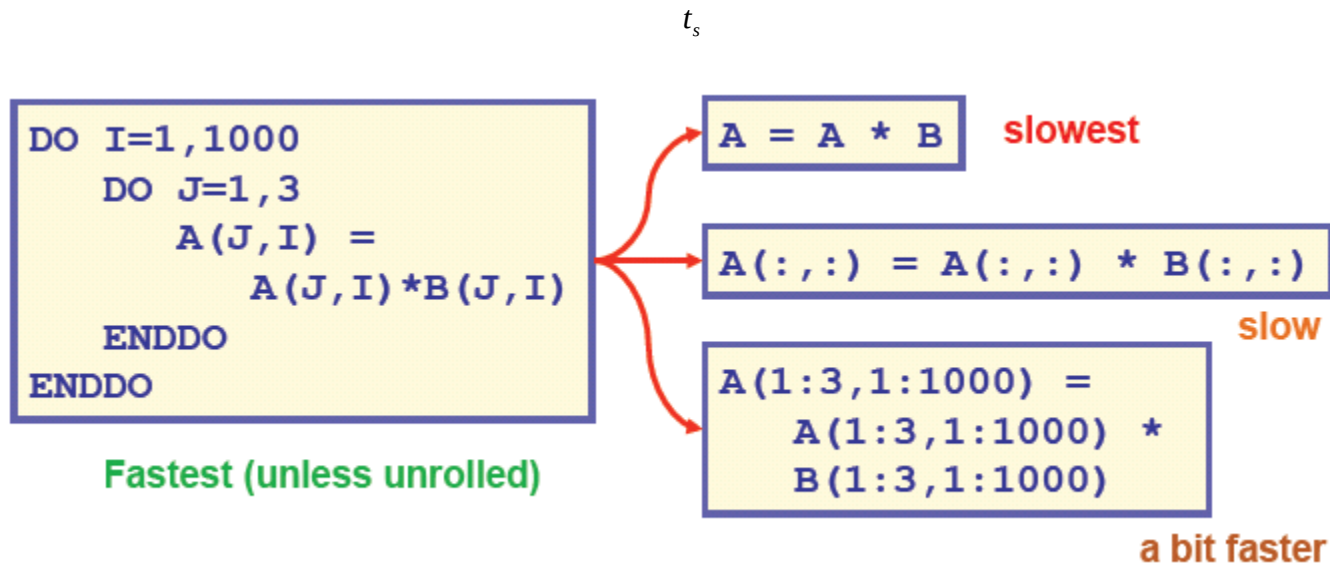 t_s
DO I=1,1000
DO J=1,3
A(J,I) =
A(J,I)*B(J,I)
ENDDO
ENDDO
Fastest (unless unrolled)
A = A * B
slowest
A(:,:) = A(:,:) * B(:,:)
slow
A(1:3,1:1000) =
A(1:3,1:1000) *
B(1:3,1:1000)
a bit faster